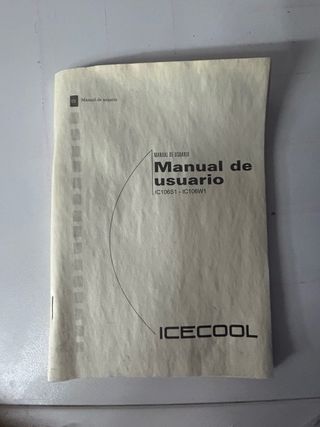 Manual de usuario
MANUAL DE USUARIO
Manual de
usuario
IC106S1 - IC106W1
ICECOOL